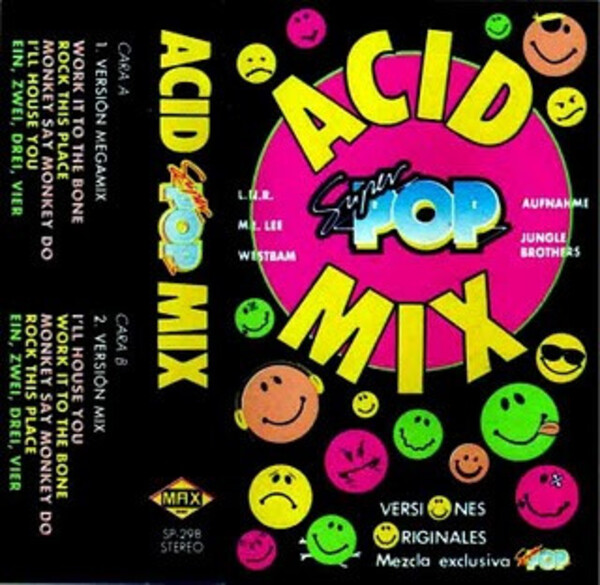 CARA A
1. VERSIÓN MEGAMIX
WORK IT TO THE BONE
ROCK THIS PLACE
MONKEY SAY MONKEY DO
I'LL HOUSE YOU
EIN, ZWEI, DREI, VIER
CARA B
2. VERSIÓN MIX
I'LL HOUSE YOU
WORK IT TO THE BONE
MONKEY SAY MONKEY DO
ROCK THIS PLACE
EIN, ZWEI, DREI, VIER
ACID
Super
POP
MIX
MAX
SP-298
STEREO
ACID
Super
POP
MIX
L.N.R.
MR. LEE
WESTBAM
AUFNAHME
JUNGLE
BROTHERS
VERSIONES
ORIGINALES
Mezcla exclusiva Super POP